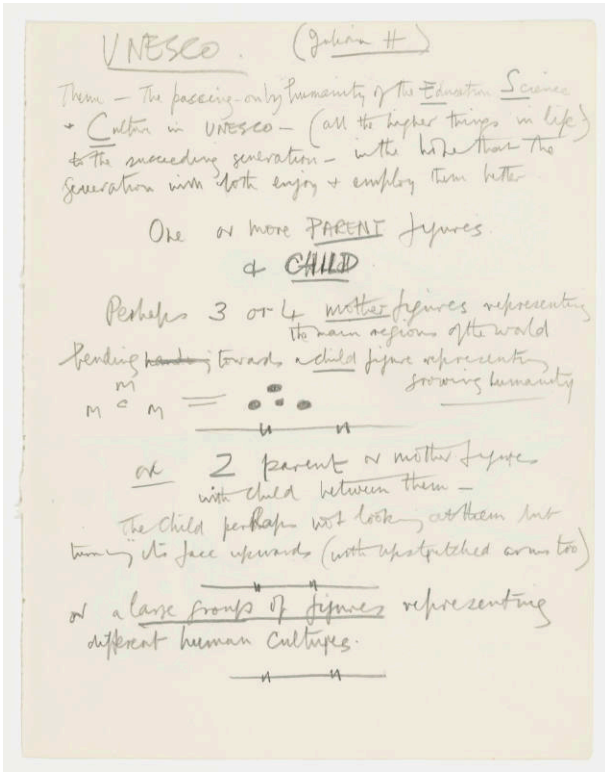 UNESCO. (Julian H)
Theme — The passing-on by humanity of the Education Science
+ Culture in UNESCO — (all the higher things in life)
to the succeeding generation — in the hope that the
generation will both enjoy + employ them better
One or more PARENT figures.
& CHILD
Perhaps 3 or 4 mother figures representing
the main regions of the world
bending towards a child figure representing
growing humanity
M
M C M =
or 2 parent or mother figures
with child between them —
The Child perhaps not looking at them but
turning its face upwards (with upstretched arms too)
or a large group of figures representing
different human cultures.